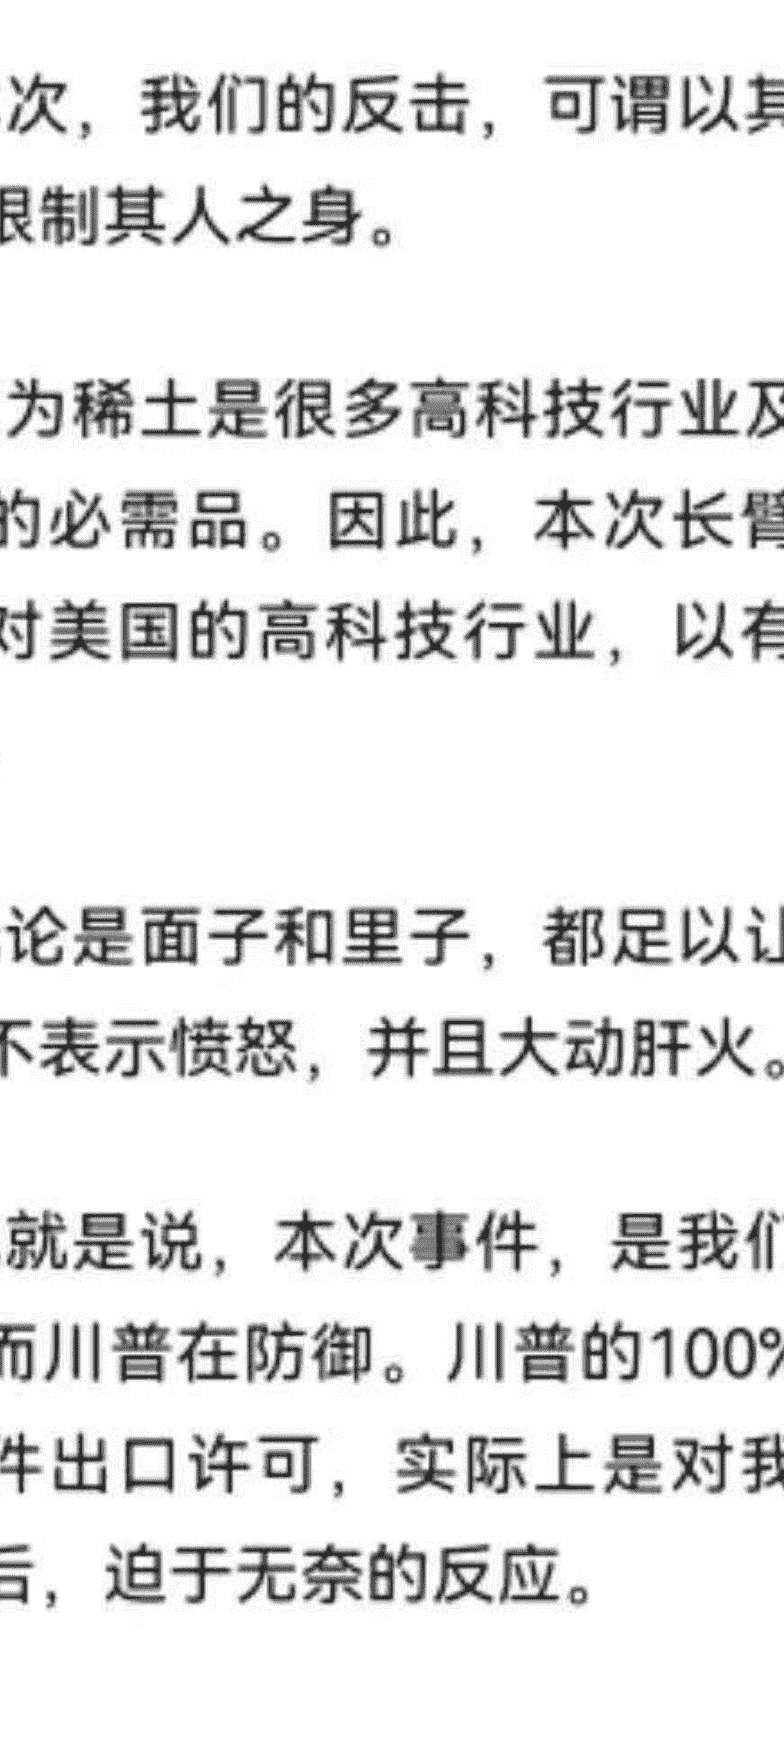 次，我们的反击，可谓以其
限制其人之身。
为稀土是很多高科技行业及
的必需品。因此，本次长臂
对美国的高科技行业，以有
论是面子和里子，都足以让
不表示愤怒，并且大动肝火。
就是说，本次事件，是我们
而川普在防御。川普的100%
件出口许可，实际上是对我
后，迫于无奈的反应。